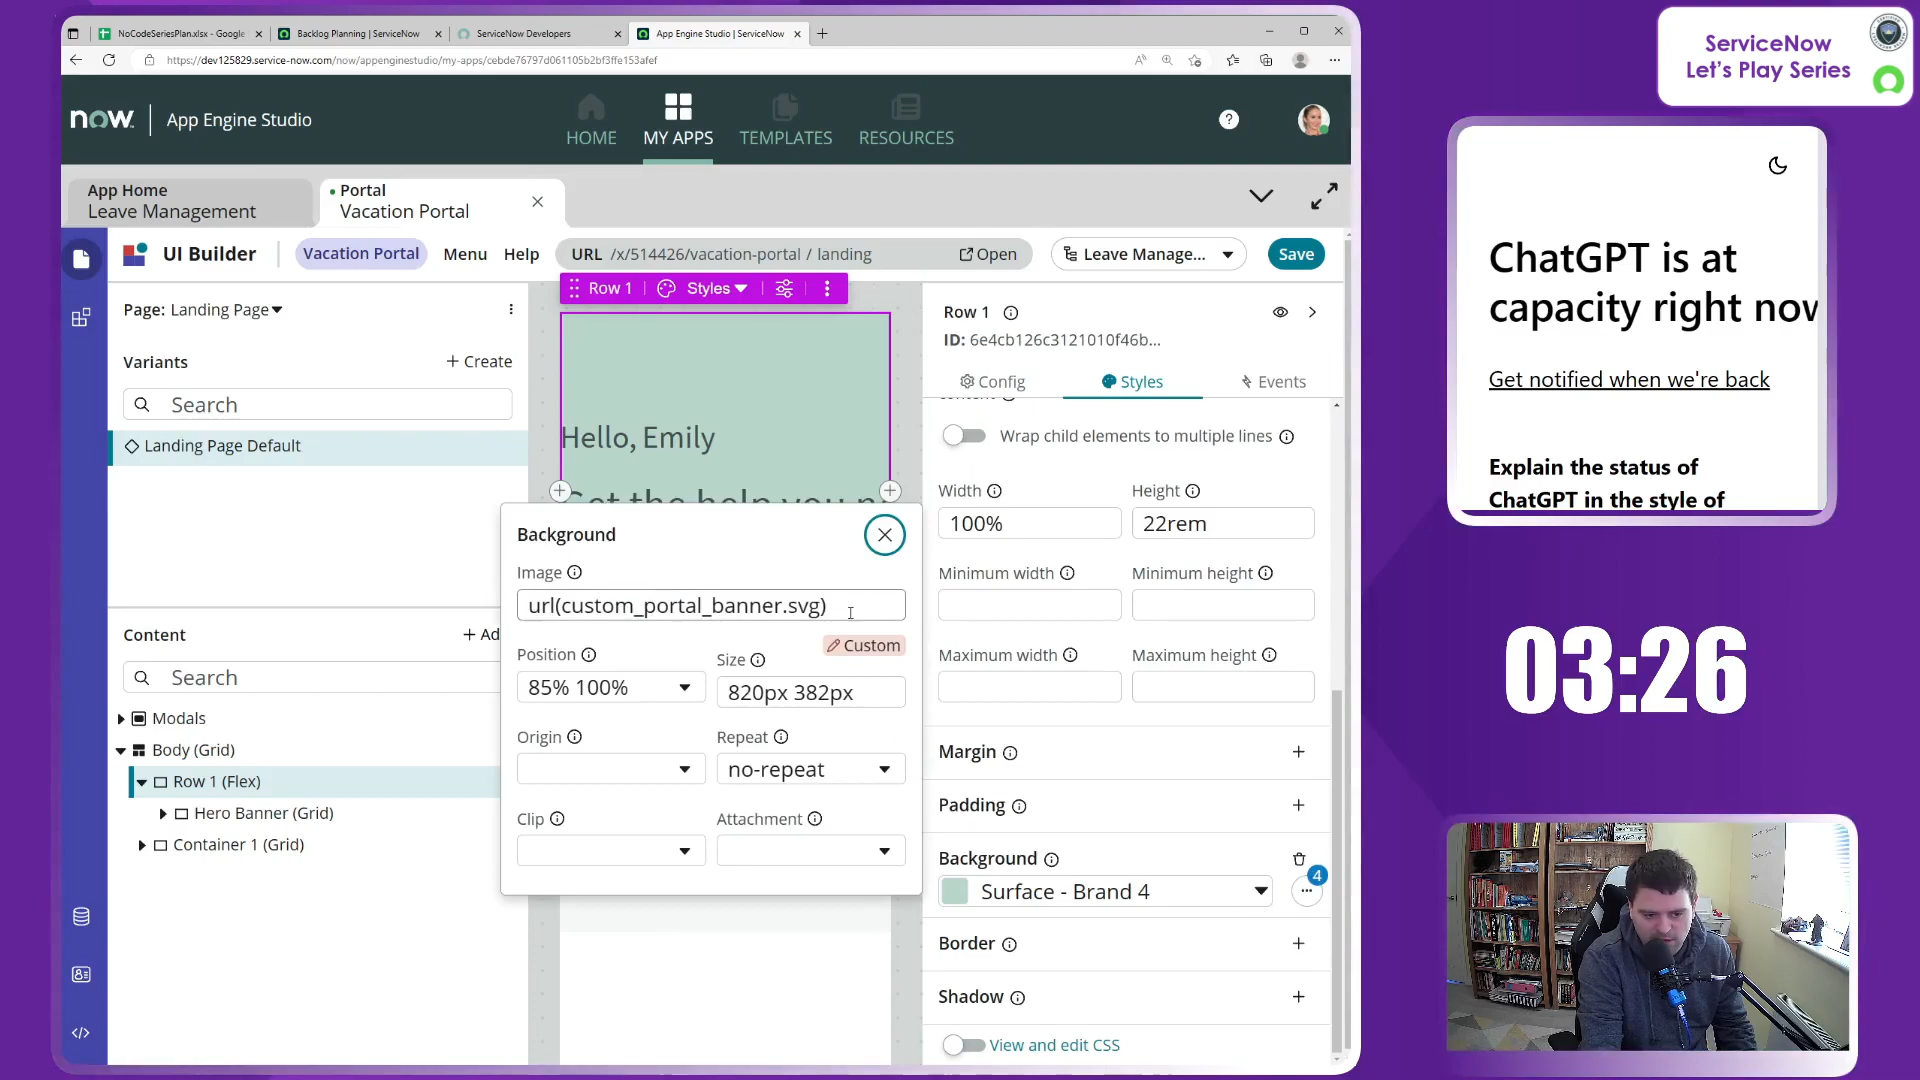 NoCodeSeriesPlan.xlsx - Google
Backlog Planning | ServiceNow
ServiceNow Developers
App Engine Studio | ServiceNow
https://dev125829.service-now.com/now/appenginestudio/my-apps/cebde76797d061105b2bf3ffe153afef
now
App Engine Studio
HOME
MY APPS
TEMPLATES
RESOURCES
App Home
Leave Management
Portal
Vacation Portal
UI Builder
Vacation Portal
Menu
Help
URL /x/514426/vacation-portal / landing
Open
Leave Manage...
Save
Page: Landing Page
Variants
+ Create
Search
Landing Page Default
Content
+ Ad
Search
Modals
Body (Grid)
Row 1 (Flex)
Hero Banner (Grid)
Container 1 (Grid)
Row 1
Styles
Hello, Emily
Get the help you n
Background
Image
url(custom_portal_banner.svg)
Custom
Position
85% 100%
Size
820px 382px
Origin
Repeat
no-repeat
Clip
Attachment
Row 1
ID: 6e4cb126c3121010f46b...
Config
Styles
Events
Wrap child elements to multiple lines
Width
100%
Height
22rem
Minimum width
Minimum height
Maximum width
Maximum height
Margin
Padding
Background
4
Surface - Brand 4
Border
Shadow
View and edit CSS
ServiceNow
Let's Play Series
ChatGPT is at
capacity right now
Get notified when we're back
Explain the status of
ChatGPT in the style of
03:26